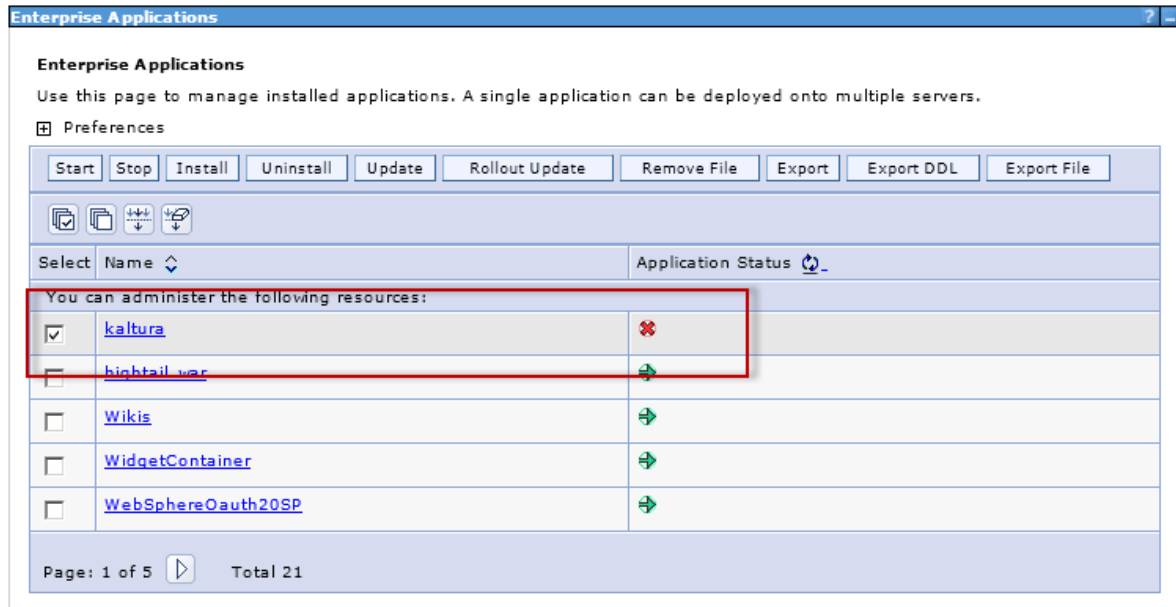 Enterprise Applications
?
Enterprise Applications
Use this page to manage installed applications. A single application can be deployed onto multiple servers.
Preferences
Start Stop Install Uninstall Update Rollout Update Remove File Export Export DDL Export File
Select Name Application Status
You can administer the following resources:
kaltura
hightail_war
Wikis
WidgetContainer
WebSphereOauth20SP
Page: 1 of 5 Total 21